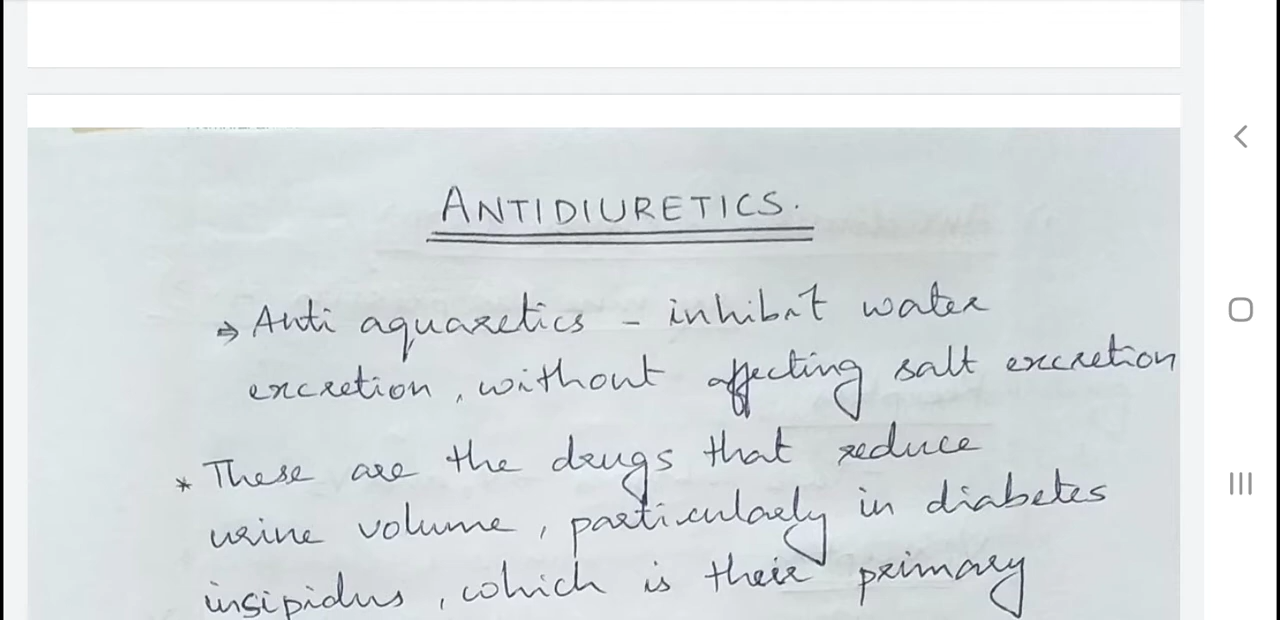 ANTIDIURETICS.
⇒ Anti aquaretics - inhibit water
excretion, without affecting salt excretion
* These are the drugs that reduce
urine volume, particularly in diabetes
insipidus, which is their primary